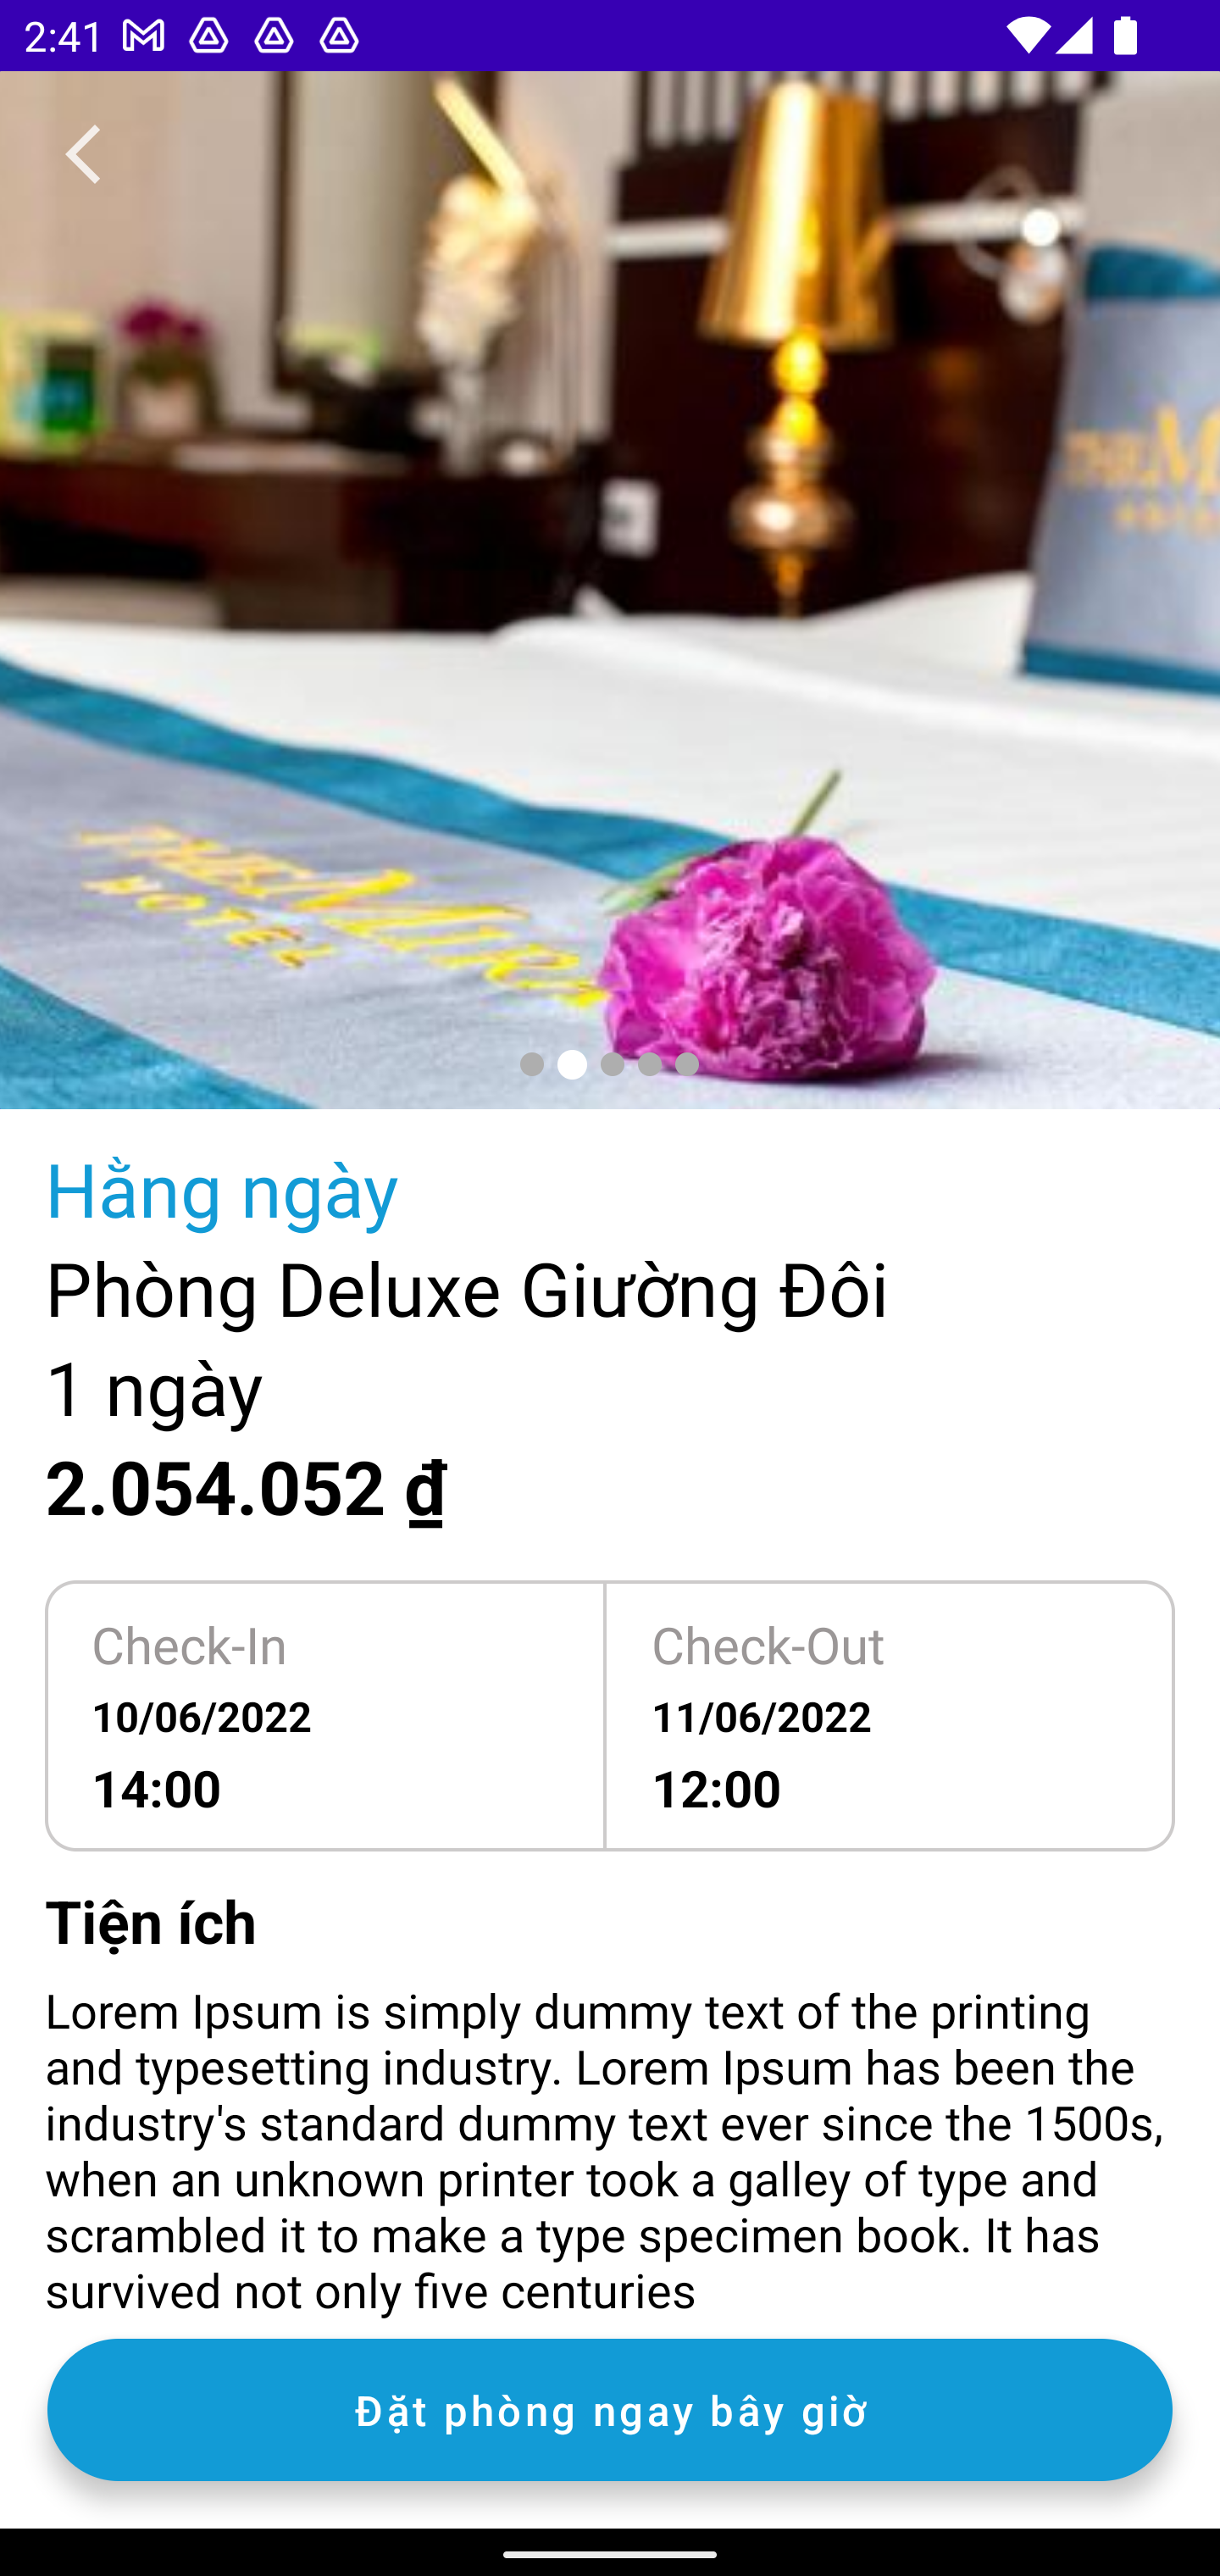 2:41
THE MIRA
HOTEL
Hằng ngày
Phòng Deluxe Giường Đôi
1 ngày
2.054.052 ₫
Check-In
Check-Out
10/06/2022
11/06/2022
14:00
12:00
Tiện ích
Lorem Ipsum is simply dummy text of the printing
and typesetting industry. Lorem Ipsum has been the
industry's standard dummy text ever since the 1500s,
when an unknown printer took a galley of type and
scrambled it to make a type specimen book. It has
survived not only five centuries
Đặt phòng ngay bây giờ